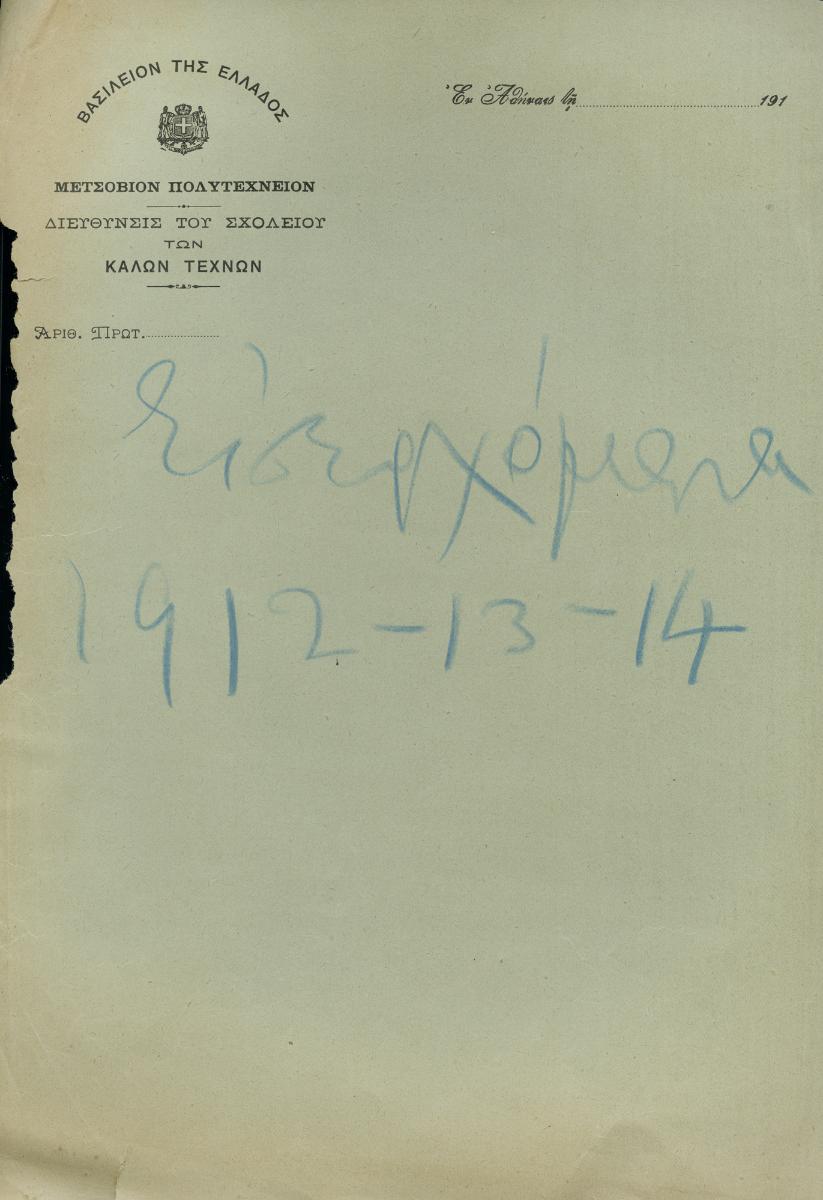 ΒΑΣΙΛΕΙΟΝ ΤΗΣ ΕΛΛΑΔΟΣ
Ἐν Ἀθήναις τῇ 191
ΜΕΤΣΟΒΙΟΝ ΠΟΛΥΤΕΧΝΕΙΟΝ
ΔΙΕΥΘΥΝΣΙΣ ΤΟΥ ΣΧΟΛΕΙΟΥ
ΤΩΝ
ΚΑΛΩΝ ΤΕΧΝΩΝ
ΑΡΙΘ. ΠΡΩΤ.
Εἰσερχόμενα
1912-13-14